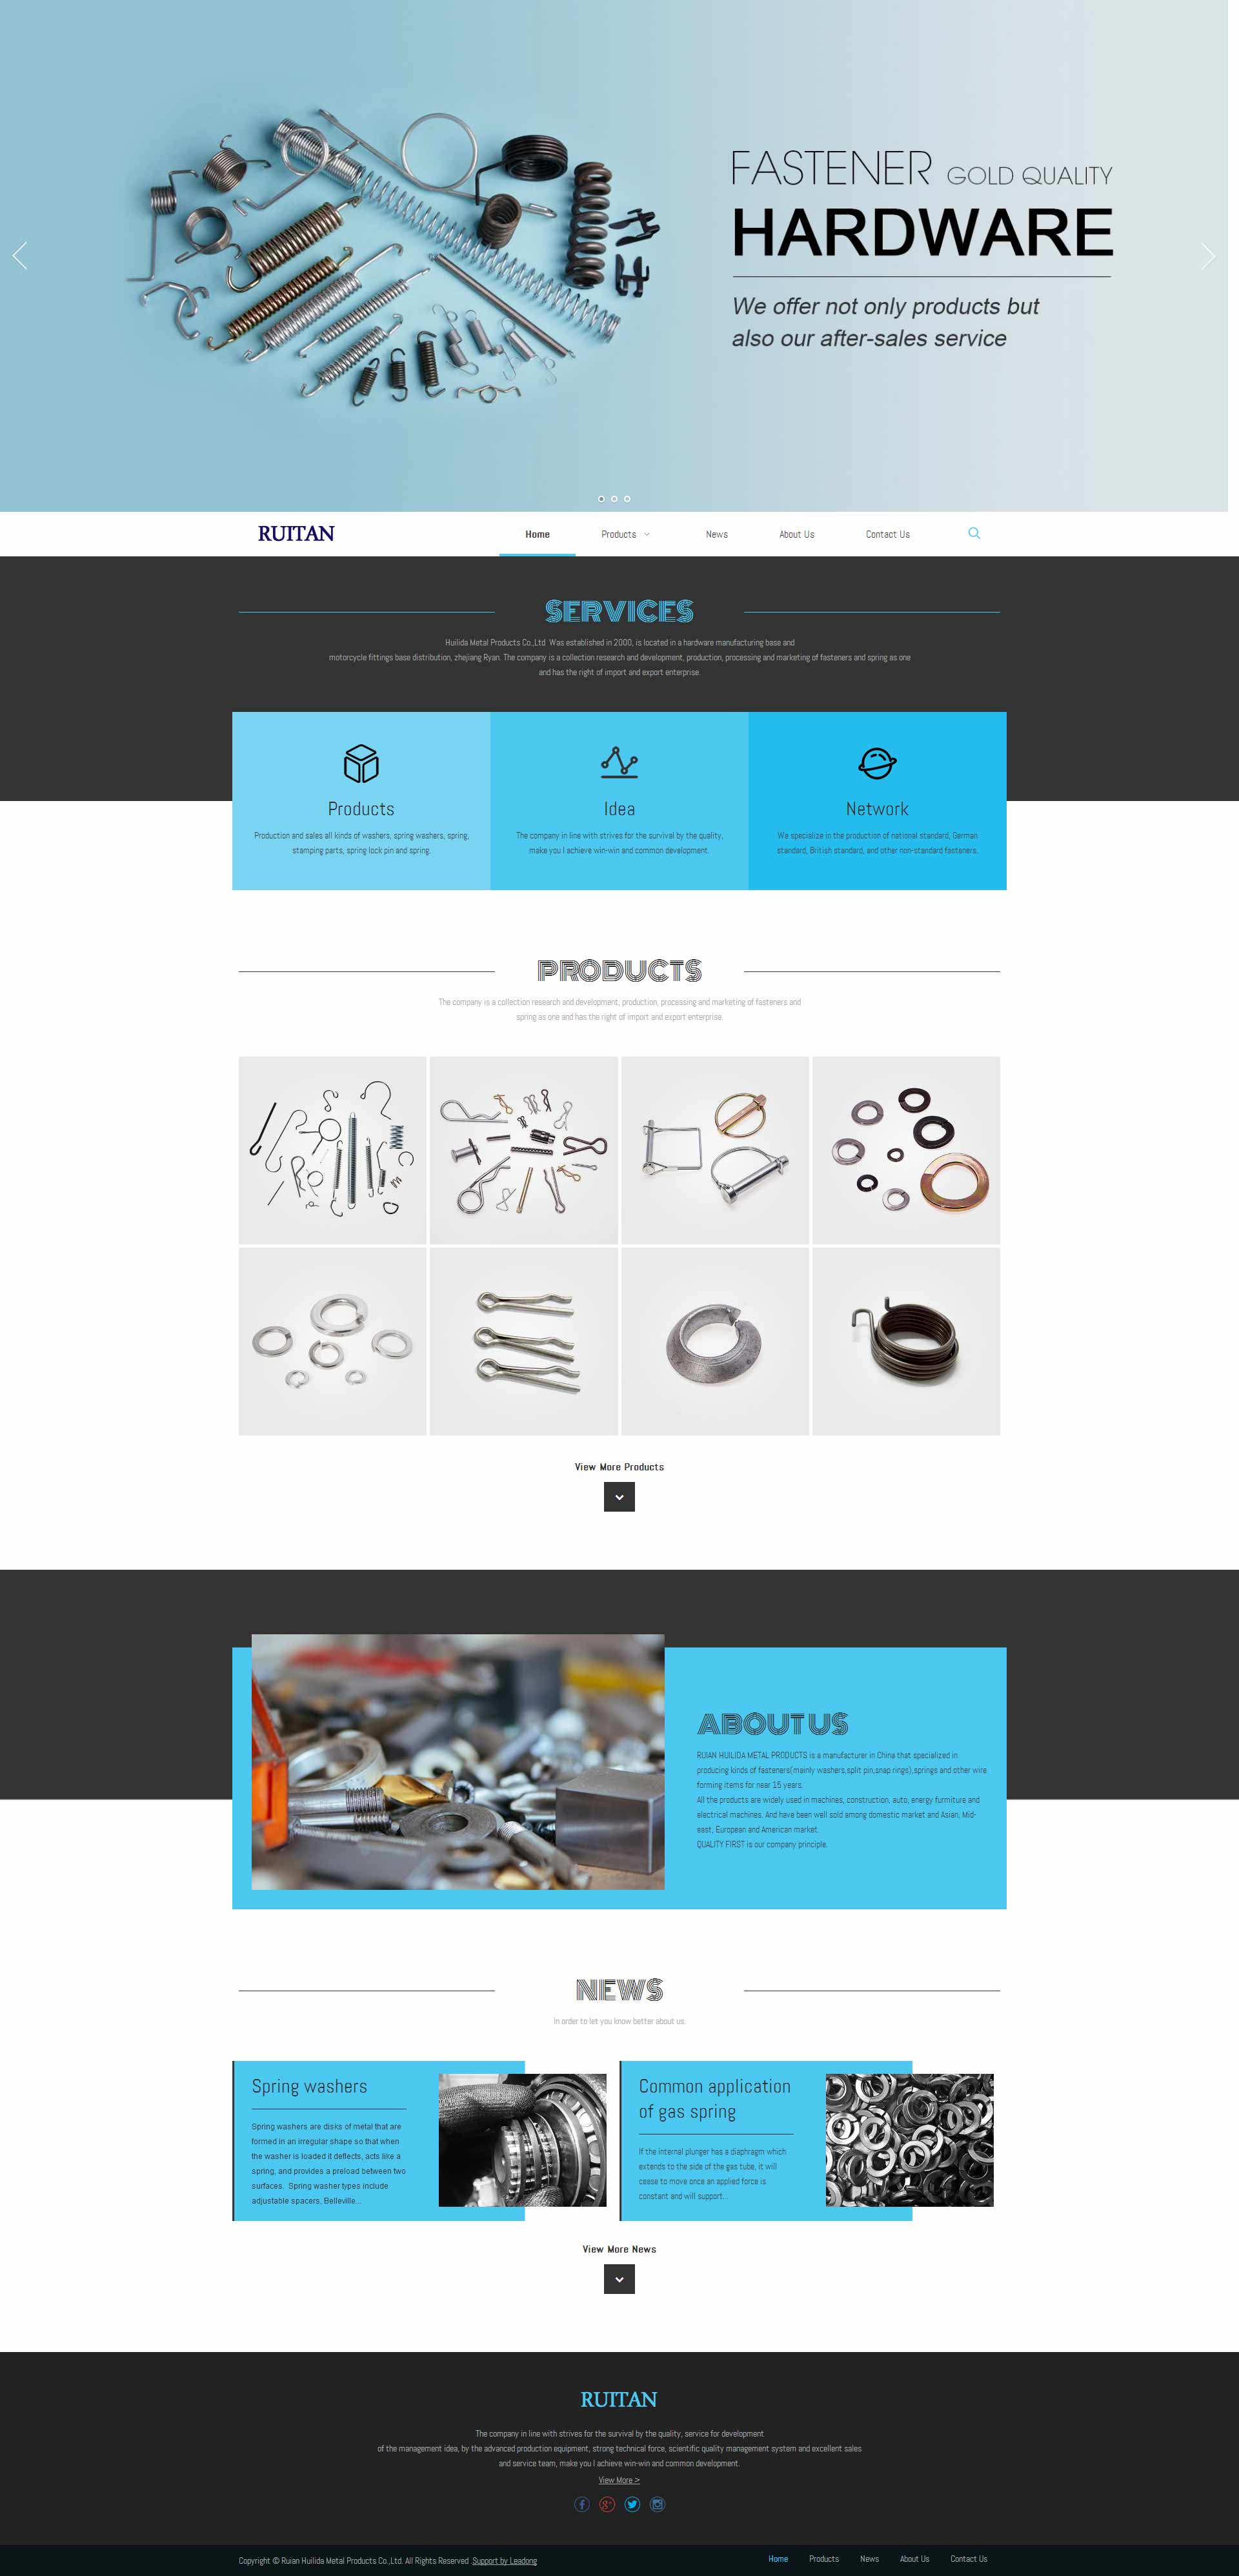 FASTENER GOLD QUALITY
HARDWARE
We offer not only products but
also our after-sales service
RUITAN
Home Products News About Us Contact Us
SERVICES
Huilida Metal Products Co.,Ltd Was established in 2000, is located in a hardware manufacturing base and
motorcycle fittings base distribution, zhejiang Ryan. The company is a collection research and development, production, processing and marketing of fasteners and spring as one
and has the right of import and export enterprise.
Products
Production and sales all kinds of washers, spring washers, spring,
stamping parts, spring lock pin and spring.
Idea
The company in line with strives for the survival by the quality,
make you I achieve win-win and common development.
Network
We specialize in the production of national standard, German
standard, British standard, and other non-standard fasteners.
PRODUCTS
The company is a collection research and development, production, processing and marketing of fasteners and
spring as one and has the right of import and export enterprise.
View More Products
ABOUT US
RUIAN HUILIDA METAL PRODUCTS is a manufacturer in China that specialized in
producing kinds of fasteners(mainly washers,split pin,snap rings),springs and other wire
forming items for near 15 years.
All the products are widely used in machines, construction, auto, energy furmiture and
electrical machines. And have been well sold among domestic market and Asian, Mid-
east, European and American market.
QUALITY FIRST is our company principle.
NEWS
In order to let you know better about us.
Spring washers
Spring washers are disks of metal that are
formed in an irregular shape so that when
the washer is loaded it deflects, acts like a
spring, and provides a preload between two
surfaces. Spring washer types include
adjustable spacers, Belleville...
Common application
of gas spring
If the internal plunger has a diaphragm which
extends to the side of the gas tube, it will
cease to move once an applied force is
constant and will support...
View More News
RUITAN
The company in line with strives for the survival by the quality, service for development
of the management idea, by the advanced production equipment, strong technical force, scientific quality management system and excellent sales
and service team, make you I achieve win-win and common development.
View More >
Copyright © Ruian Huilida Metal Products Co.,Ltd. All Rights Reserved .Support by Leadong
Home Products News About Us Contact Us